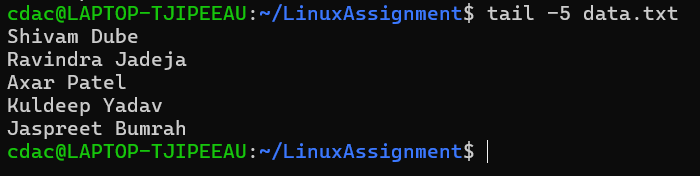 cdac@LAPTOP-TJIPEEAU:~/LinuxAssignment$ tail -5 data.txt
Shivam Dube
Ravindra Jadeja
Axar Patel
Kuldeep Yadav
Jaspreet Bumrah
cdac@LAPTOP-TJIPEEAU:~/LinuxAssignment$